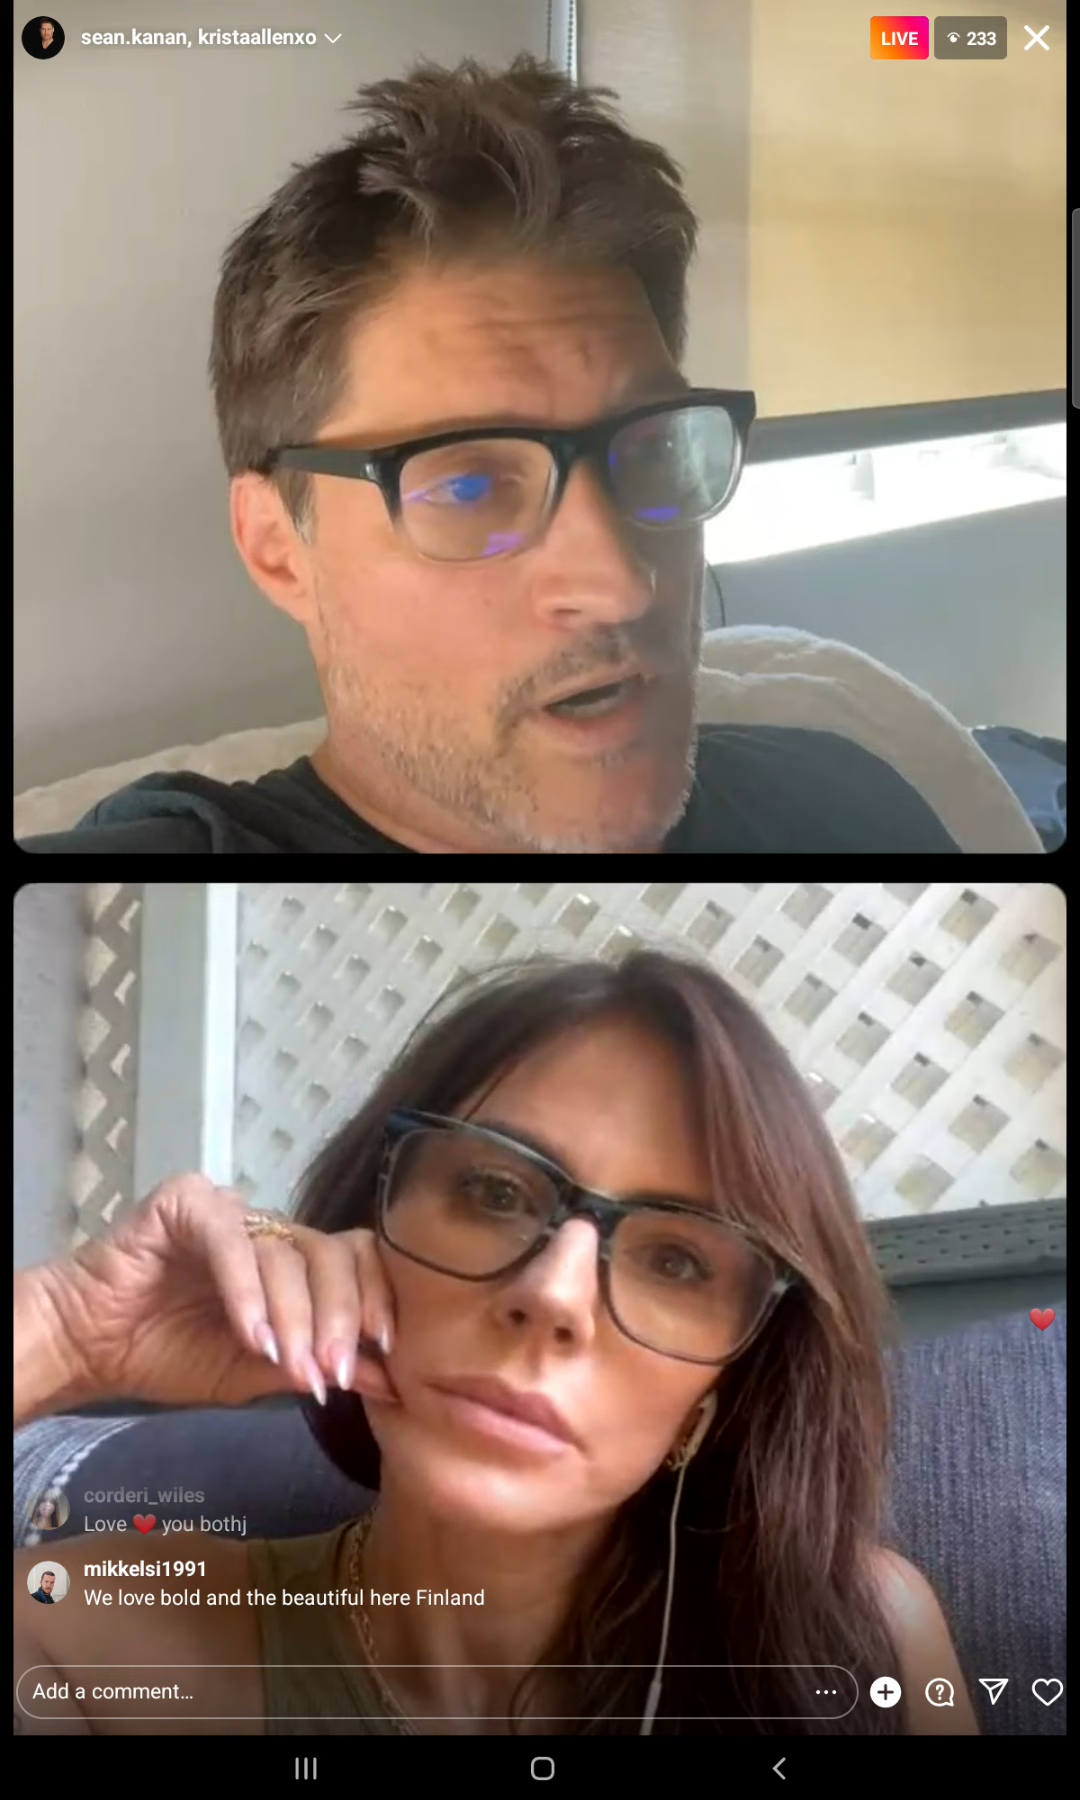 sean.kanan, kristaallenxo
LIVE
233
corderi_wiles
Love ❤️ you bothj
mikkelsi1991
We love bold and the beautiful here Finland
Add a comment...